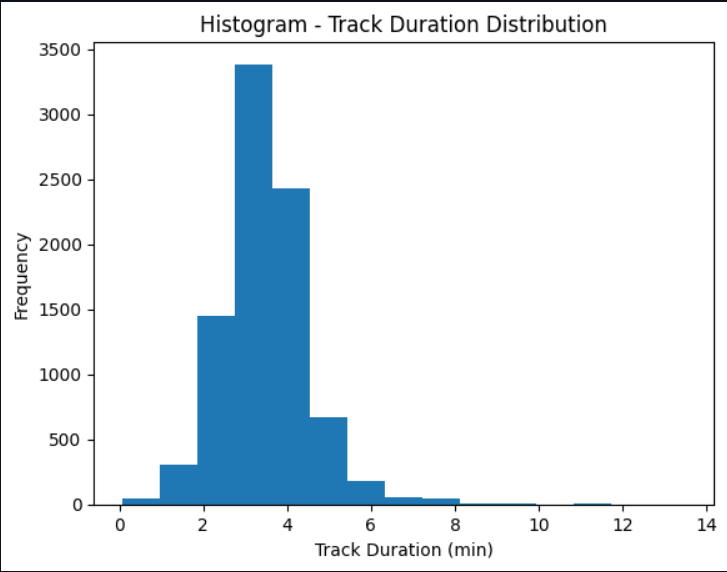 Histogram - Track Duration Distribution
3500
3000
2500
2000
1500
1000
500
0
Frequency
0 2 4 6 8 10 12 14
Track Duration (min)